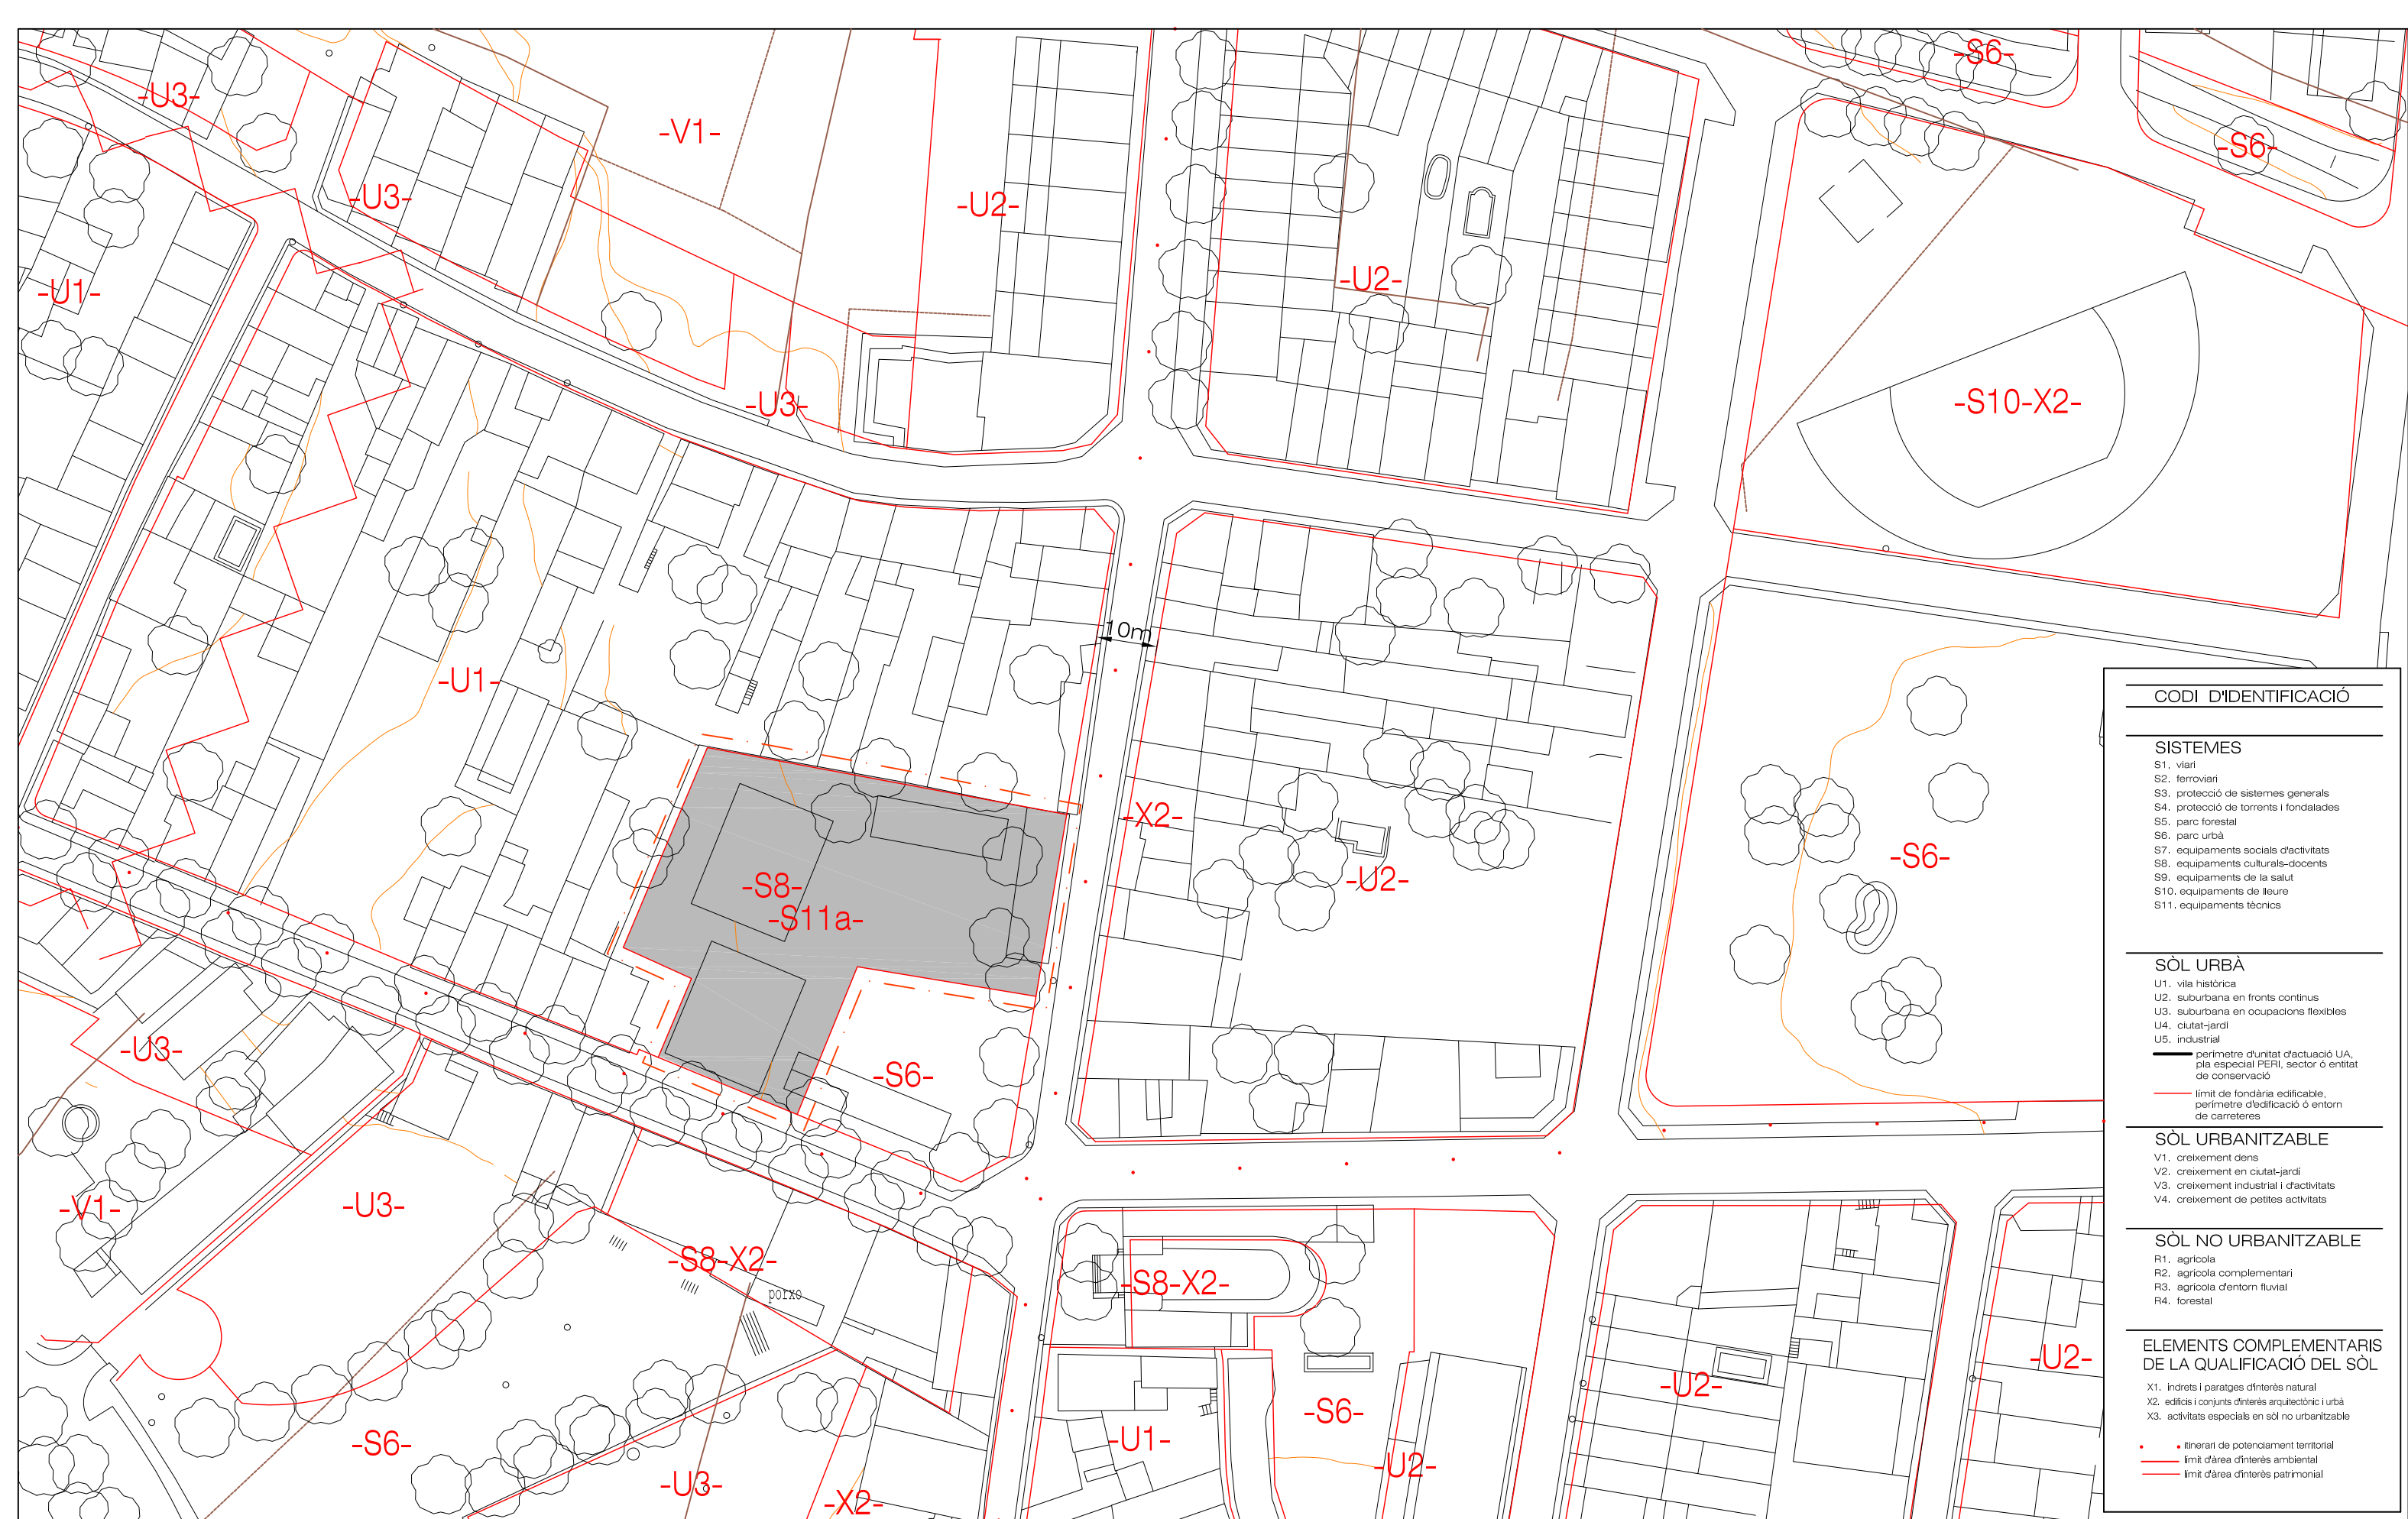 -S6-
-U3-
-V1-
-S6-
-U3-
-U2-
-U2-
-U1-
-U3-
-S10-X2-
10m
-U1-
-X2-
-S6-
-U2-
-S8-
-S11a-
-U3-
-S6-
-V1-
-U3-
-S8-X2-
porxo
-S8-X2-
-U2-
-U2-
-S6-
-S6-
-U1-
-U2-
-U3-
-X2-
CODI D'IDENTIFICACIÓ
SISTEMES
S1. viari
S2. ferroviari
S3. protecció de sistemes generals
S4. protecció de torrents i fondalades
S5. parc forestal
S6. parc urbà
S7. equipaments socials d'activitats
S8. equipaments culturals-docents
S9. equipaments de la salut
S10. equipaments de lleure
S11. equipaments tècnics
SÒL URBÀ
U1. vila històrica
U2. suburbana en fronts continus
U3. suburbana en ocupacions flexibles
U4. ciutat-jardí
U5. industrial
perímetre d'unitat d'actuació UA,
pla especial PERI, sector ó entitat
de conservació
límit de fondària edificable,
perímetre d'edificació ó entorn
de carreteres
SÒL URBANITZABLE
V1. creixement dens
V2. creixement en ciutat-jardí
V3. creixement industrial i d'activitats
V4. creixement de petites activitats
SÒL NO URBANITZABLE
R1. agrícola
R2. agrícola complementari
R3. agrícola d'entorn fluvial
R4. forestal
ELEMENTS COMPLEMENTARIS
DE LA QUALIFICACIÓ DEL SÒL
X1. indrets i paratges d'interès natural
X2. edificis i conjunts d'interès arquitectònic i urbà
X3. activitats especials en sòl no urbanitzable
itinerari de potenciament territorial
límit d'àrea d'interès ambiental
límit d'àrea d'interès patrimonial